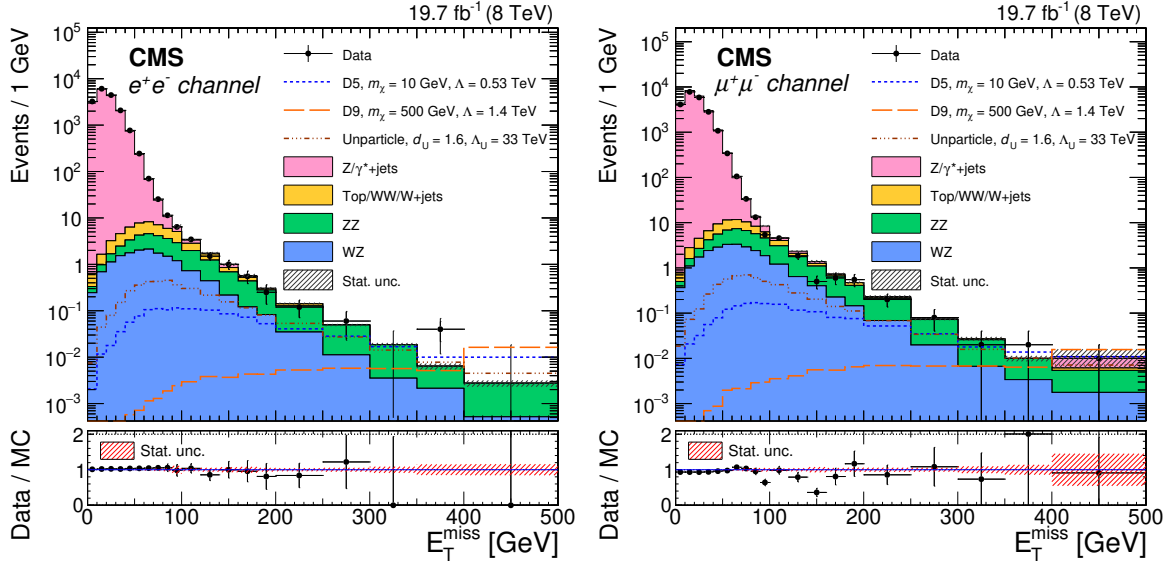 19.7 fb⁻¹ (8 TeV)
CMS
e⁺e⁻ channel
Data
D5, mχ = 10 GeV, Λ = 0.53 TeV
D9, mχ = 500 GeV, Λ = 1.4 TeV
Unparticle, d_U = 1.6, Λ_U = 33 TeV
Z/γ*+jets
Top/WW/W+jets
ZZ
WZ
Stat. unc.
Events / 1 GeV
10⁵
10⁴
10³
10²
10
1
10⁻¹
10⁻²
10⁻³
Stat. unc.
Data / MC
2
1
0
0 100 200 300 400 500
E_T^miss [GeV]
19.7 fb⁻¹ (8 TeV)
CMS
μ⁺μ⁻ channel
Data
D5, mχ = 10 GeV, Λ = 0.53 TeV
D9, mχ = 500 GeV, Λ = 1.4 TeV
Unparticle, d_U = 1.6, Λ_U = 33 TeV
Z/γ*+jets
Top/WW/W+jets
ZZ
WZ
Stat. unc.
Events / 1 GeV
10⁵
10⁴
10³
10²
10
1
10⁻¹
10⁻²
10⁻³
Stat. unc.
Data / MC
2
1
0
0 100 200 300 400 500
E_T^miss [GeV]